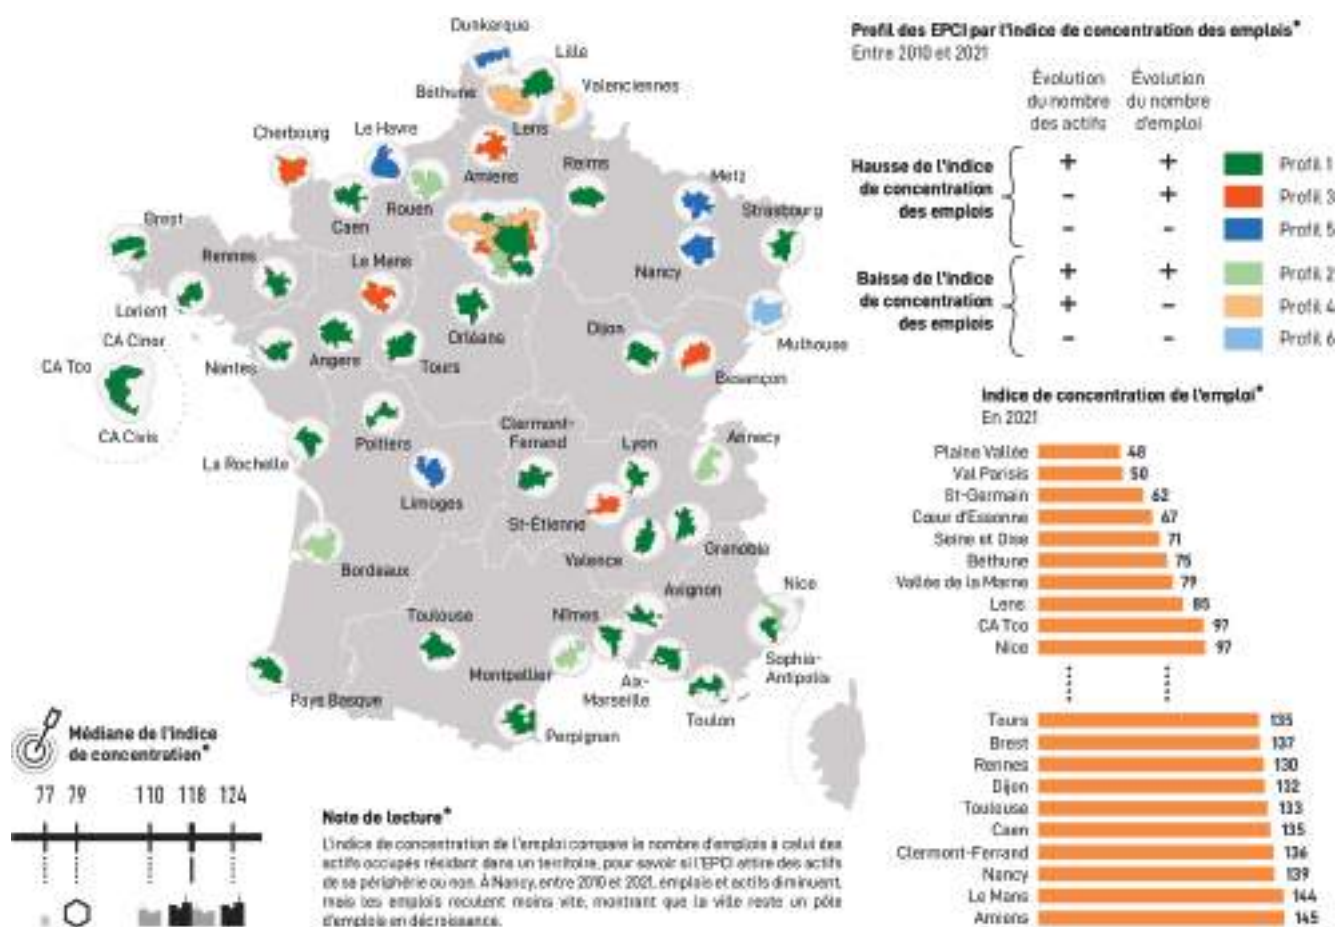 Dunkerque
Lille
Béthune
Valenciennes
Lens
Cherbourg
Le Havre
Amiens
Reims
Metz
Rouen
Caen
Strasbourg
Brest
Rennes
Le Mans
Nancy
Lorient
Orléans
Dijon
Mulhouse
CA Cinor
CA Tco
CA Civis
Nantes
Angers
Tours
Besançon
Poitiers
Clermont-
Ferrand
Lyon
Annecy
La Rochelle
Limoges
St-Étienne
Valence
Grenoble
Bordeaux
Avignon
Nice
Toulouse
Nîmes
Montpellier
Aix-
Marseille
Sophia-
Antipolis
Toulon
Pays Basque
Perpignan
Profil des EPCI par l'indice de concentration des emplois*
Entre 2010 et 2021
Évolution
du nombre
des actifs
Évolution
du nombre
d'emploi
Hausse de l'indice
de concentration
des emplois
+ + Profil 1
- + Profil 3
- - Profil 5
Baisse de l'indice
de concentration
des emplois
+ + Profil 2
+ - Profil 4
- - Profil 6
Indice de concentration de l'emploi*
En 2021
Plaine Vallée 48
Val Parisis 50
St-Germain 62
Cœur d'Essonne 67
Seine et Oise 71
Béthune 75
Vallée de la Marne 79
Lens 85
CA Tco 97
Nice 97
Tours 135
Brest 137
Rennes 130
Dijon 132
Toulouse 133
Caen 135
Clermont-Ferrand 136
Nancy 139
Le Mans 144
Amiens 145
Médiane de l'indice
de concentration*
77 79 110 118 124
Note de lecture*
L'indice de concentration de l'emploi compare le nombre d'emplois à celui des
actifs occupés résidant dans un territoire, pour savoir si l'EPCI attire des actifs
de sa périphérie ou non. À Nancy, entre 2010 et 2021, emplois et actifs diminuent,
mais les emplois reculent moins vite, montrant que la ville reste un pôle
d'emplois en décroissance.